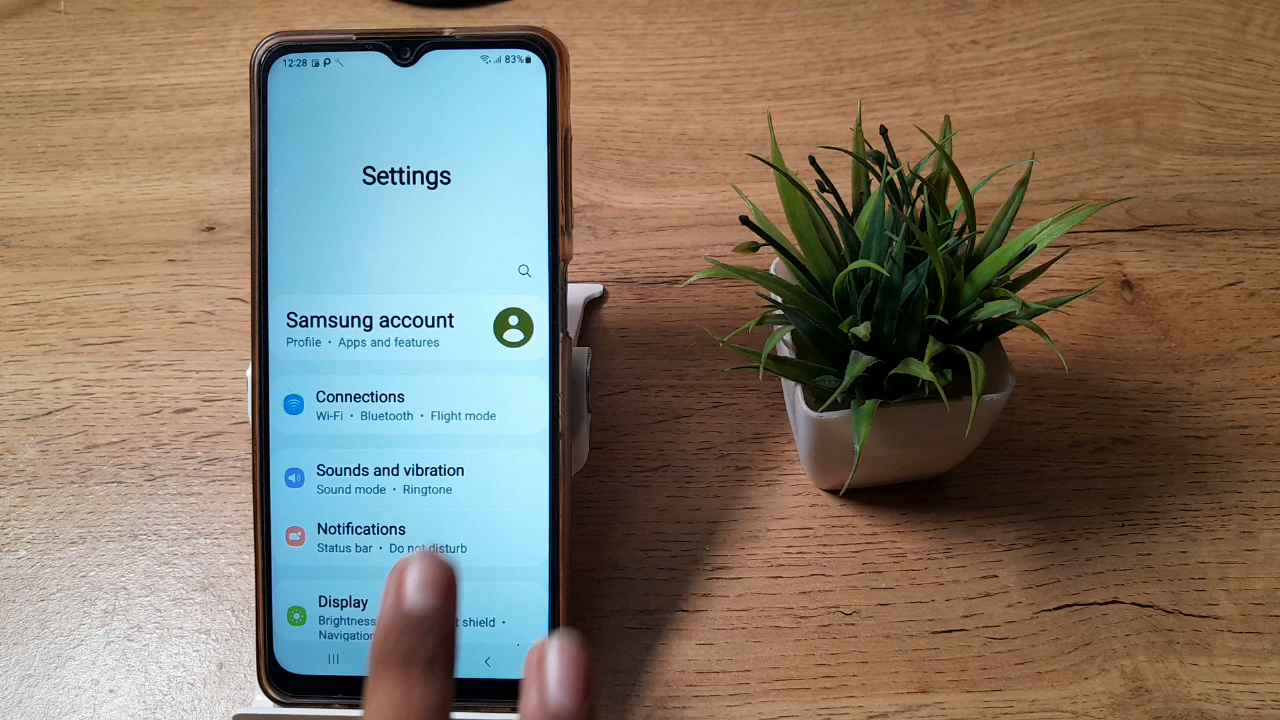 12:28 83%
Settings
Samsung account
Profile • Apps and features
Connections
Wi-Fi • Bluetooth • Flight mode
Sounds and vibration
Sound mode • Ringtone
Notifications
Status bar • Do not disturb
Display
Brightness shield •